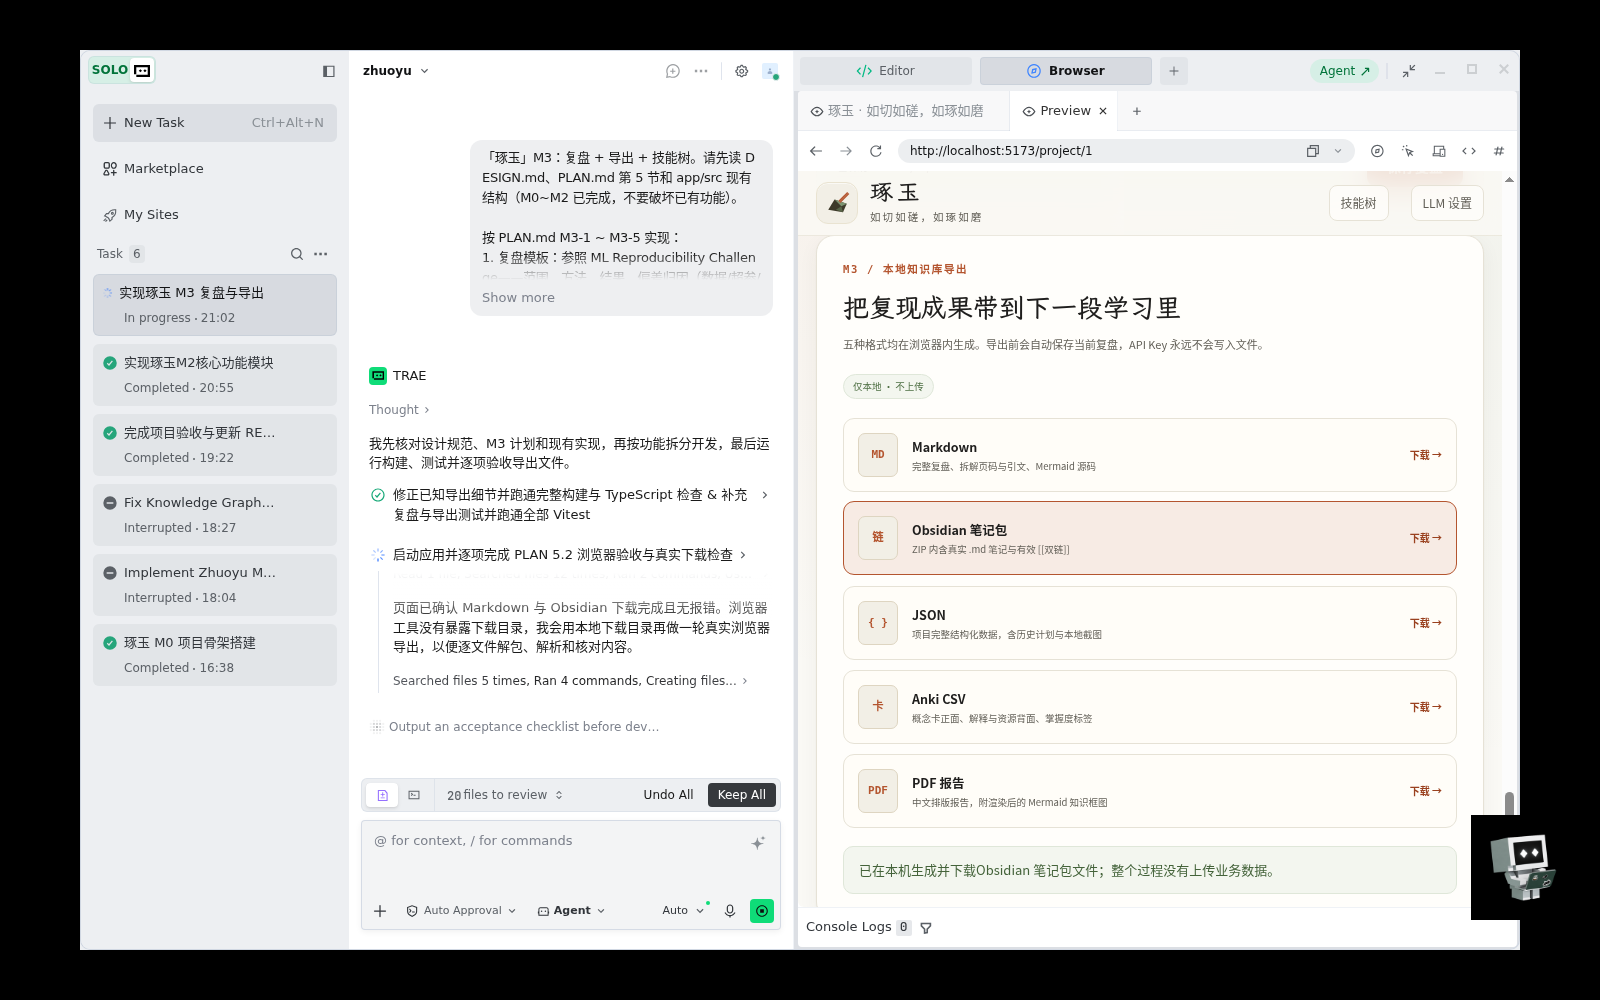 SOLO
New Task Ctrl+Alt+N
Marketplace
My Sites
Task 6
实现琢玉 M3 复盘与导出
In progress · 21:02
实现琢玉M2核心功能模块
Completed · 20:55
完成项目验收与更新 RE...
Completed · 19:22
Fix Knowledge Graph...
Interrupted · 18:27
Implement Zhuoyu M...
Interrupted · 18:04
琢玉 M0 项目骨架搭建
Completed · 16:38
zhuoyu
「琢玉」M3：复盘 + 导出 + 技能树。请先读 D
ESIGN.md、PLAN.md 第 5 节和 app/src 现有
结构（M0~M2 已完成，不要破坏已有功能）。
按 PLAN.md M3-1 ~ M3-5 实现：
1. 复盘模板：参照 ML Reproducibility Challen
Show more
TRAE
Thought
我先核对设计规范、M3 计划和现有实现，再按功能拆分开发，最后运
行构建、测试并逐项验收导出文件。
修正已知导出细节并跑通完整构建与 TypeScript 检查 & 补充
复盘与导出测试并跑通全部 Vitest
启动应用并逐项完成 PLAN 5.2 浏览器验收与真实下载检查
页面已确认 Markdown 与 Obsidian 下载完成且无报错。浏览器
工具没有暴露下载目录，我会用本地下载目录再做一轮真实浏览器
导出，以便逐文件解包、解析和核对内容。
Searched files 5 times, Ran 4 commands, Creating files...
Output an acceptance checklist before dev...
20 files to review Undo All Keep All
@ for context, / for commands
Auto Approval Agent Auto
Editor Browser Agent
琢玉 · 如切如磋，如琢如磨 Preview
http://localhost:5173/project/1
琢玉
如切如磋，如琢如磨
技能树 LLM 设置
M3 / 本地知识库导出
把复现成果带到下一段学习里
五种格式均在浏览器内生成。导出前会自动保存当前复盘，API Key 永远不会写入文件。
仅本地 · 不上传
MD Markdown
完整复盘、拆解页码与引文、Mermaid 源码
下载 →
链 Obsidian 笔记包
ZIP 内含真实 .md 笔记与有效 [[双链]]
下载 →
{ } JSON
项目完整结构化数据，含历史计划与本地截图
下载 →
卡 Anki CSV
概念卡正面、解释与资源背面、掌握度标签
下载 →
PDF PDF 报告
中文排版报告，附渲染后的 Mermaid 知识框图
下载 →
已在本机生成并下载Obsidian 笔记包文件；整个过程没有上传业务数据。
Console Logs 0